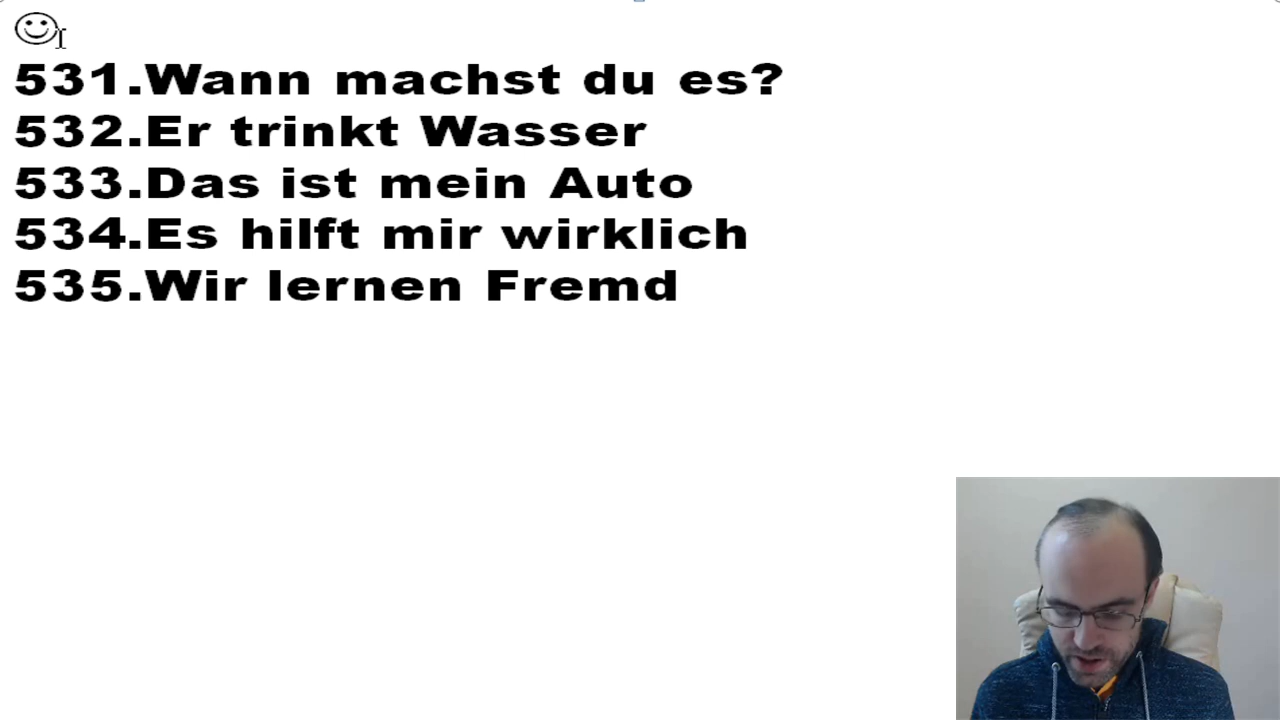 531.Wann machst du es?
532.Er trinkt Wasser
533.Das ist mein Auto
534.Es hilft mir wirklich
535.Wir lernen Fremd